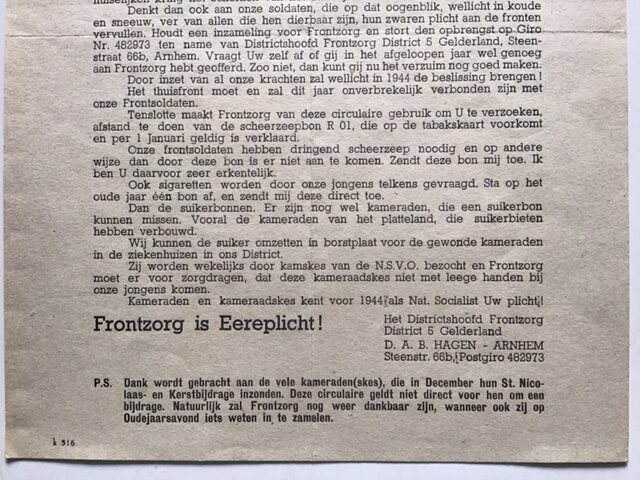 huiselijken kring het
Denkt dan ook aan onze soldaten, die op dat oogenblik, wellicht in koude
en sneeuw, ver van allen die hen dierbaar zijn, hun zwaren plicht aan de fronten
vervullen. Houdt een inzameling voor Frontzorg en stort den opbrengst op Giro
Nr. 482973 ten name van Districtshoofd Frontzorg District 5 Gelderland, Steen-
straat 66b, Arnhem. Vraagt Uw zelf af of gij in het afgeloopen jaar wel genoeg
aan Frontzorg hebt geofferd. Zoo niet, dan kunt gij nu het verzuim nog goed maken.
Door inzet van al onze krachten zal wellicht in 1944 de beslissing brengen!
Het thuisfront moet en zal dit jaar onverbrekelijk verbonden zijn met
onze Frontsoldaten.
Tenslotte maakt Frontzorg van deze circulaire gebruik om U te verzoeken,
afstand te doen van de scheerzeepbon R 01, die op de tabakskaart voorkomt
en per 1 Januari geldig is verklaard.
Onze frontsoldaten hebben dringend scheerzeep noodig en op andere
wijze dan door deze bon is er niet aan te komen. Zendt deze bon mij toe. Ik
ben U daarvoor zeer erkentelijk.
Ook sigaretten worden door onze jongens telkens gevraagd. Sta op het
oude jaar één bon af, en zendt mij deze direct toe.
Dan de suikerbonnen. Er zijn nog wel kameraden, die een suikerbon
kunnen missen. Vooral de kameraden van het platteland, die suikerbieten
hebben verbouwd.
Wij kunnen de suiker omzetten in borstplaat voor de gewonde kameraden
in de ziekenhuizen in ons District.
Zij worden wekelijks door kamskes van de N.S.V.O. bezocht en Frontzorg
moet er voor zorgdragen, dat deze kameraadskes niet met leege handen bij
onze jongens komen.
Kameraden en kameraadskes kent voor 1944 als Nat. Socialist Uw plicht!
Frontzorg is Eereplicht!
Het Districtshoofd Frontzorg
District 5 Gelderland
D. A. B. HAGEN - ARNHEM
Steenstr. 66b, Postgiro 482973
P.S. Dank wordt gebracht aan de vele kameraden(skes), die in December hun St. Nico-
laas- en Kerstbijdrage inzonden. Deze circulaire geldt niet direct voor hen om een
bijdrage. Natuurlijk zal Frontzorg nog weer dankbaar zijn, wanneer ook zij op
Oudejaarsavond iets weten in te zamelen.
k 516